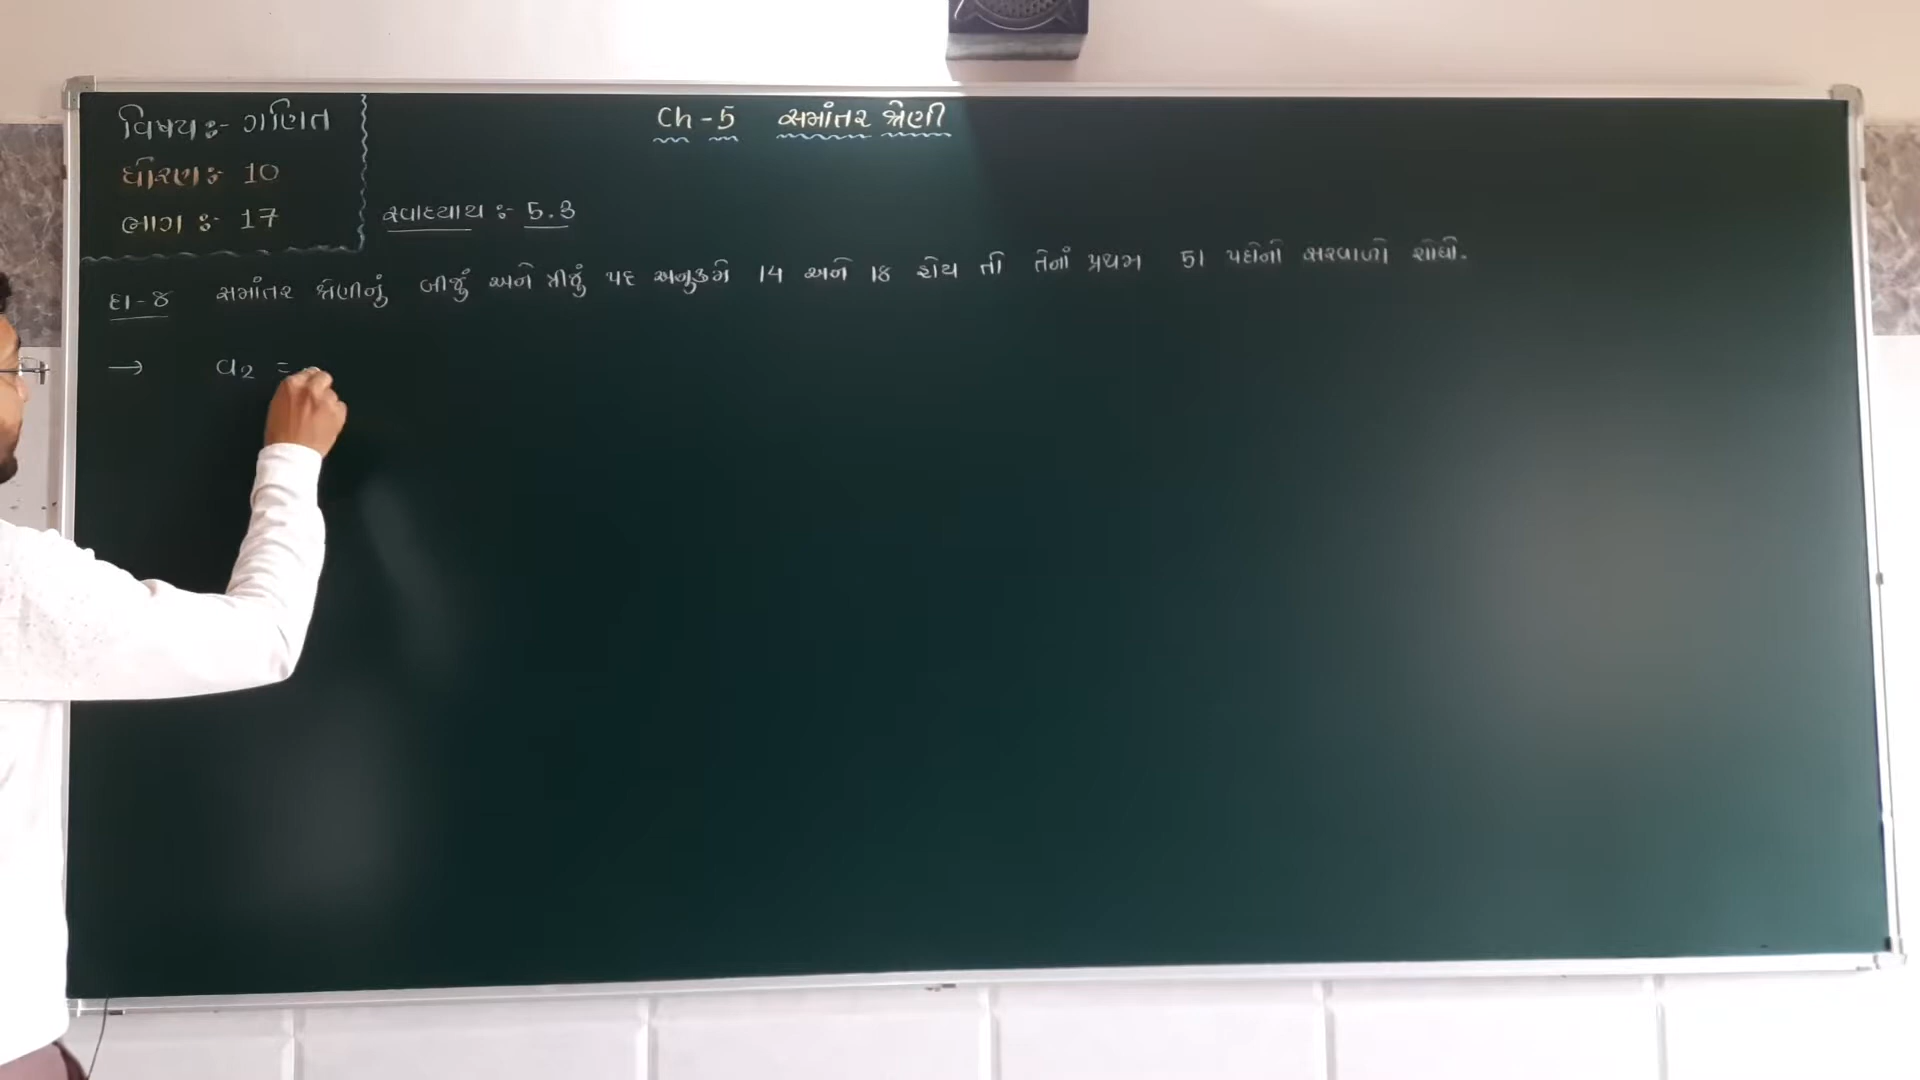 વિષય :- ગણિત
ધોરણ :- 10
ભાગ :- 17
Ch - 5 સમાંતર શ્રેણી
સ્વાધ્યાય :- 5.3
દા-8 સમાંતર શ્રેણીનું બીજું અને ત્રીજું પદ અનુક્રમે 14 અને 18 હોય તો તેનાં પ્રથમ 51 પદોનો સરવાળો શોધો.
→ a₂ =